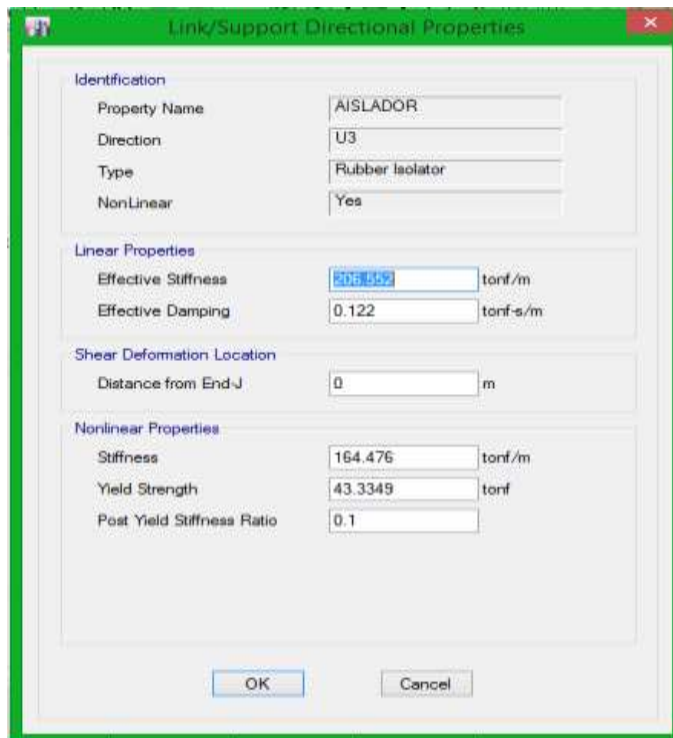 Link/Support Directional Properties
Identification
Property Name AISLADOR
Direction U3
Type Rubber Isolator
NonLinear Yes
Linear Properties
Effective Stiffness 206.552 tonf/m
Effective Damping 0.122 tonf-s/m
Shear Deformation Location
Distance from End-J 0 m
Nonlinear Properties
Stiffness 164.476 tonf/m
Yield Strength 43.3349 tonf
Post Yield Stiffness Ratio 0.1
OK Cancel